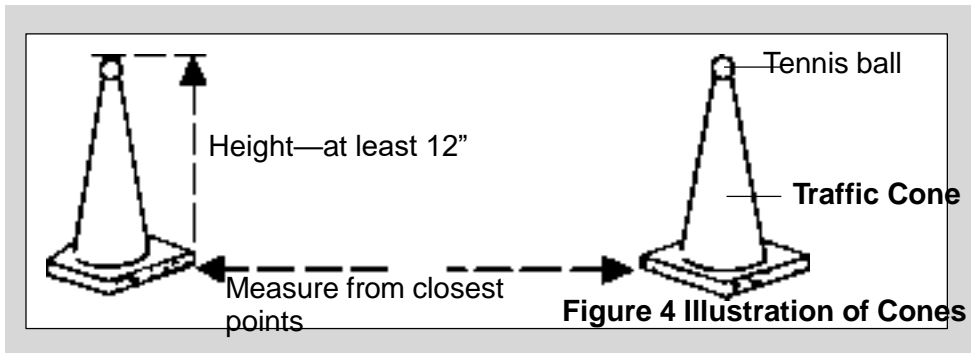 Tennis ball
Height—at least 12”
Traffic Cone
Measure from closest
points
Figure 4 Illustration of Cones